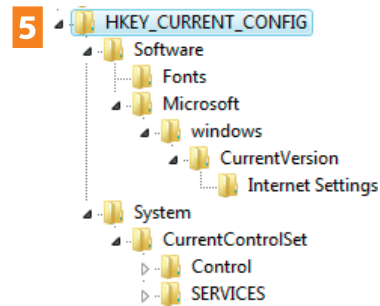 5
HKEY_CURRENT_CONFIG
Software
Fonts
Microsoft
windows
CurrentVersion
Internet Settings
System
CurrentControlSet
Control
SERVICES